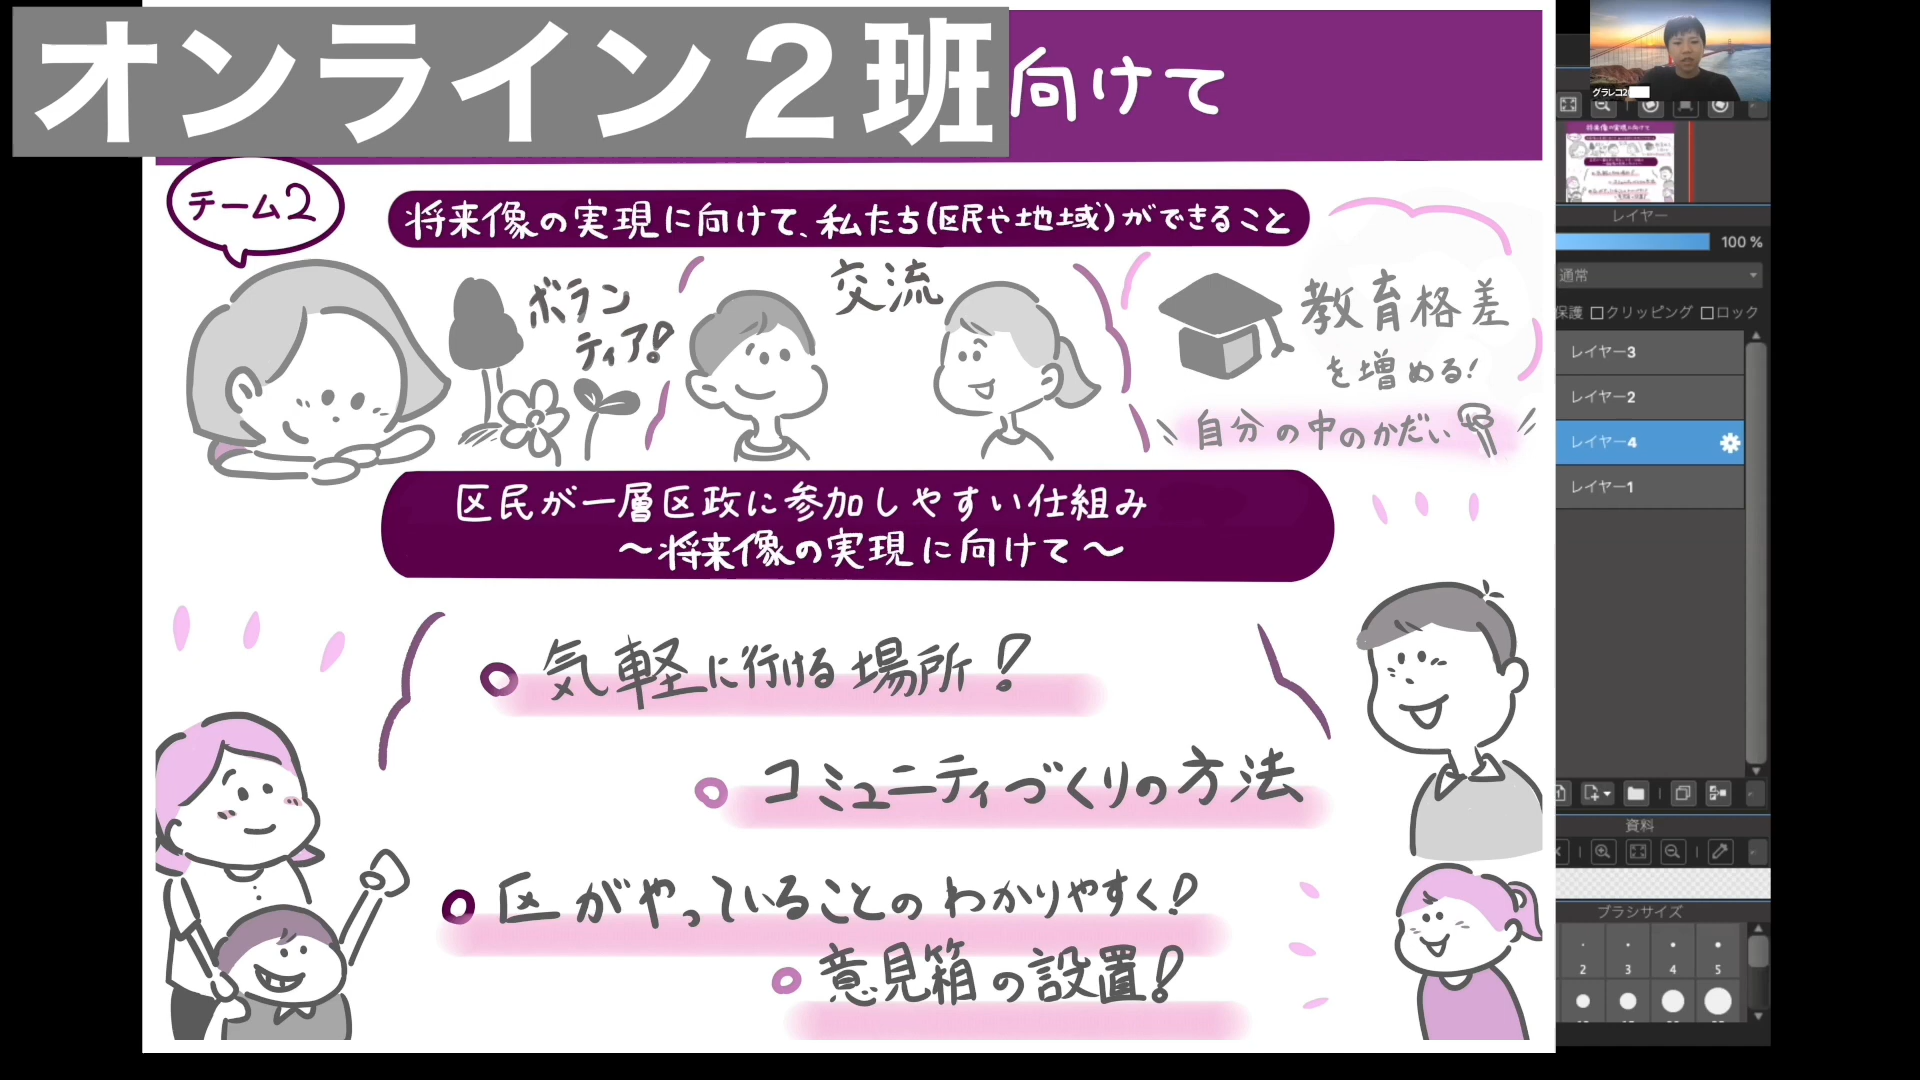 オンライン２班
向けて
グラレコ2
チーム2
将来像の実現に向けて、私たち(区民や地域)ができること
ボラン
ティア!
交流
教育格差
を増める!
自分の中のかだい
区民が一層区政に参加しやすい仕組み
〜将来像の実現に向けて〜
気軽に行ける場所!
コミュニティづくりの方法
区がやっていることのわかりやすく!
意見箱の設置!
レイヤー
100 %
通常
保護 クリッピング ロック
レイヤー3
レイヤー2
レイヤー4
レイヤー1
資料
ブラシサイズ
2 3 4 5